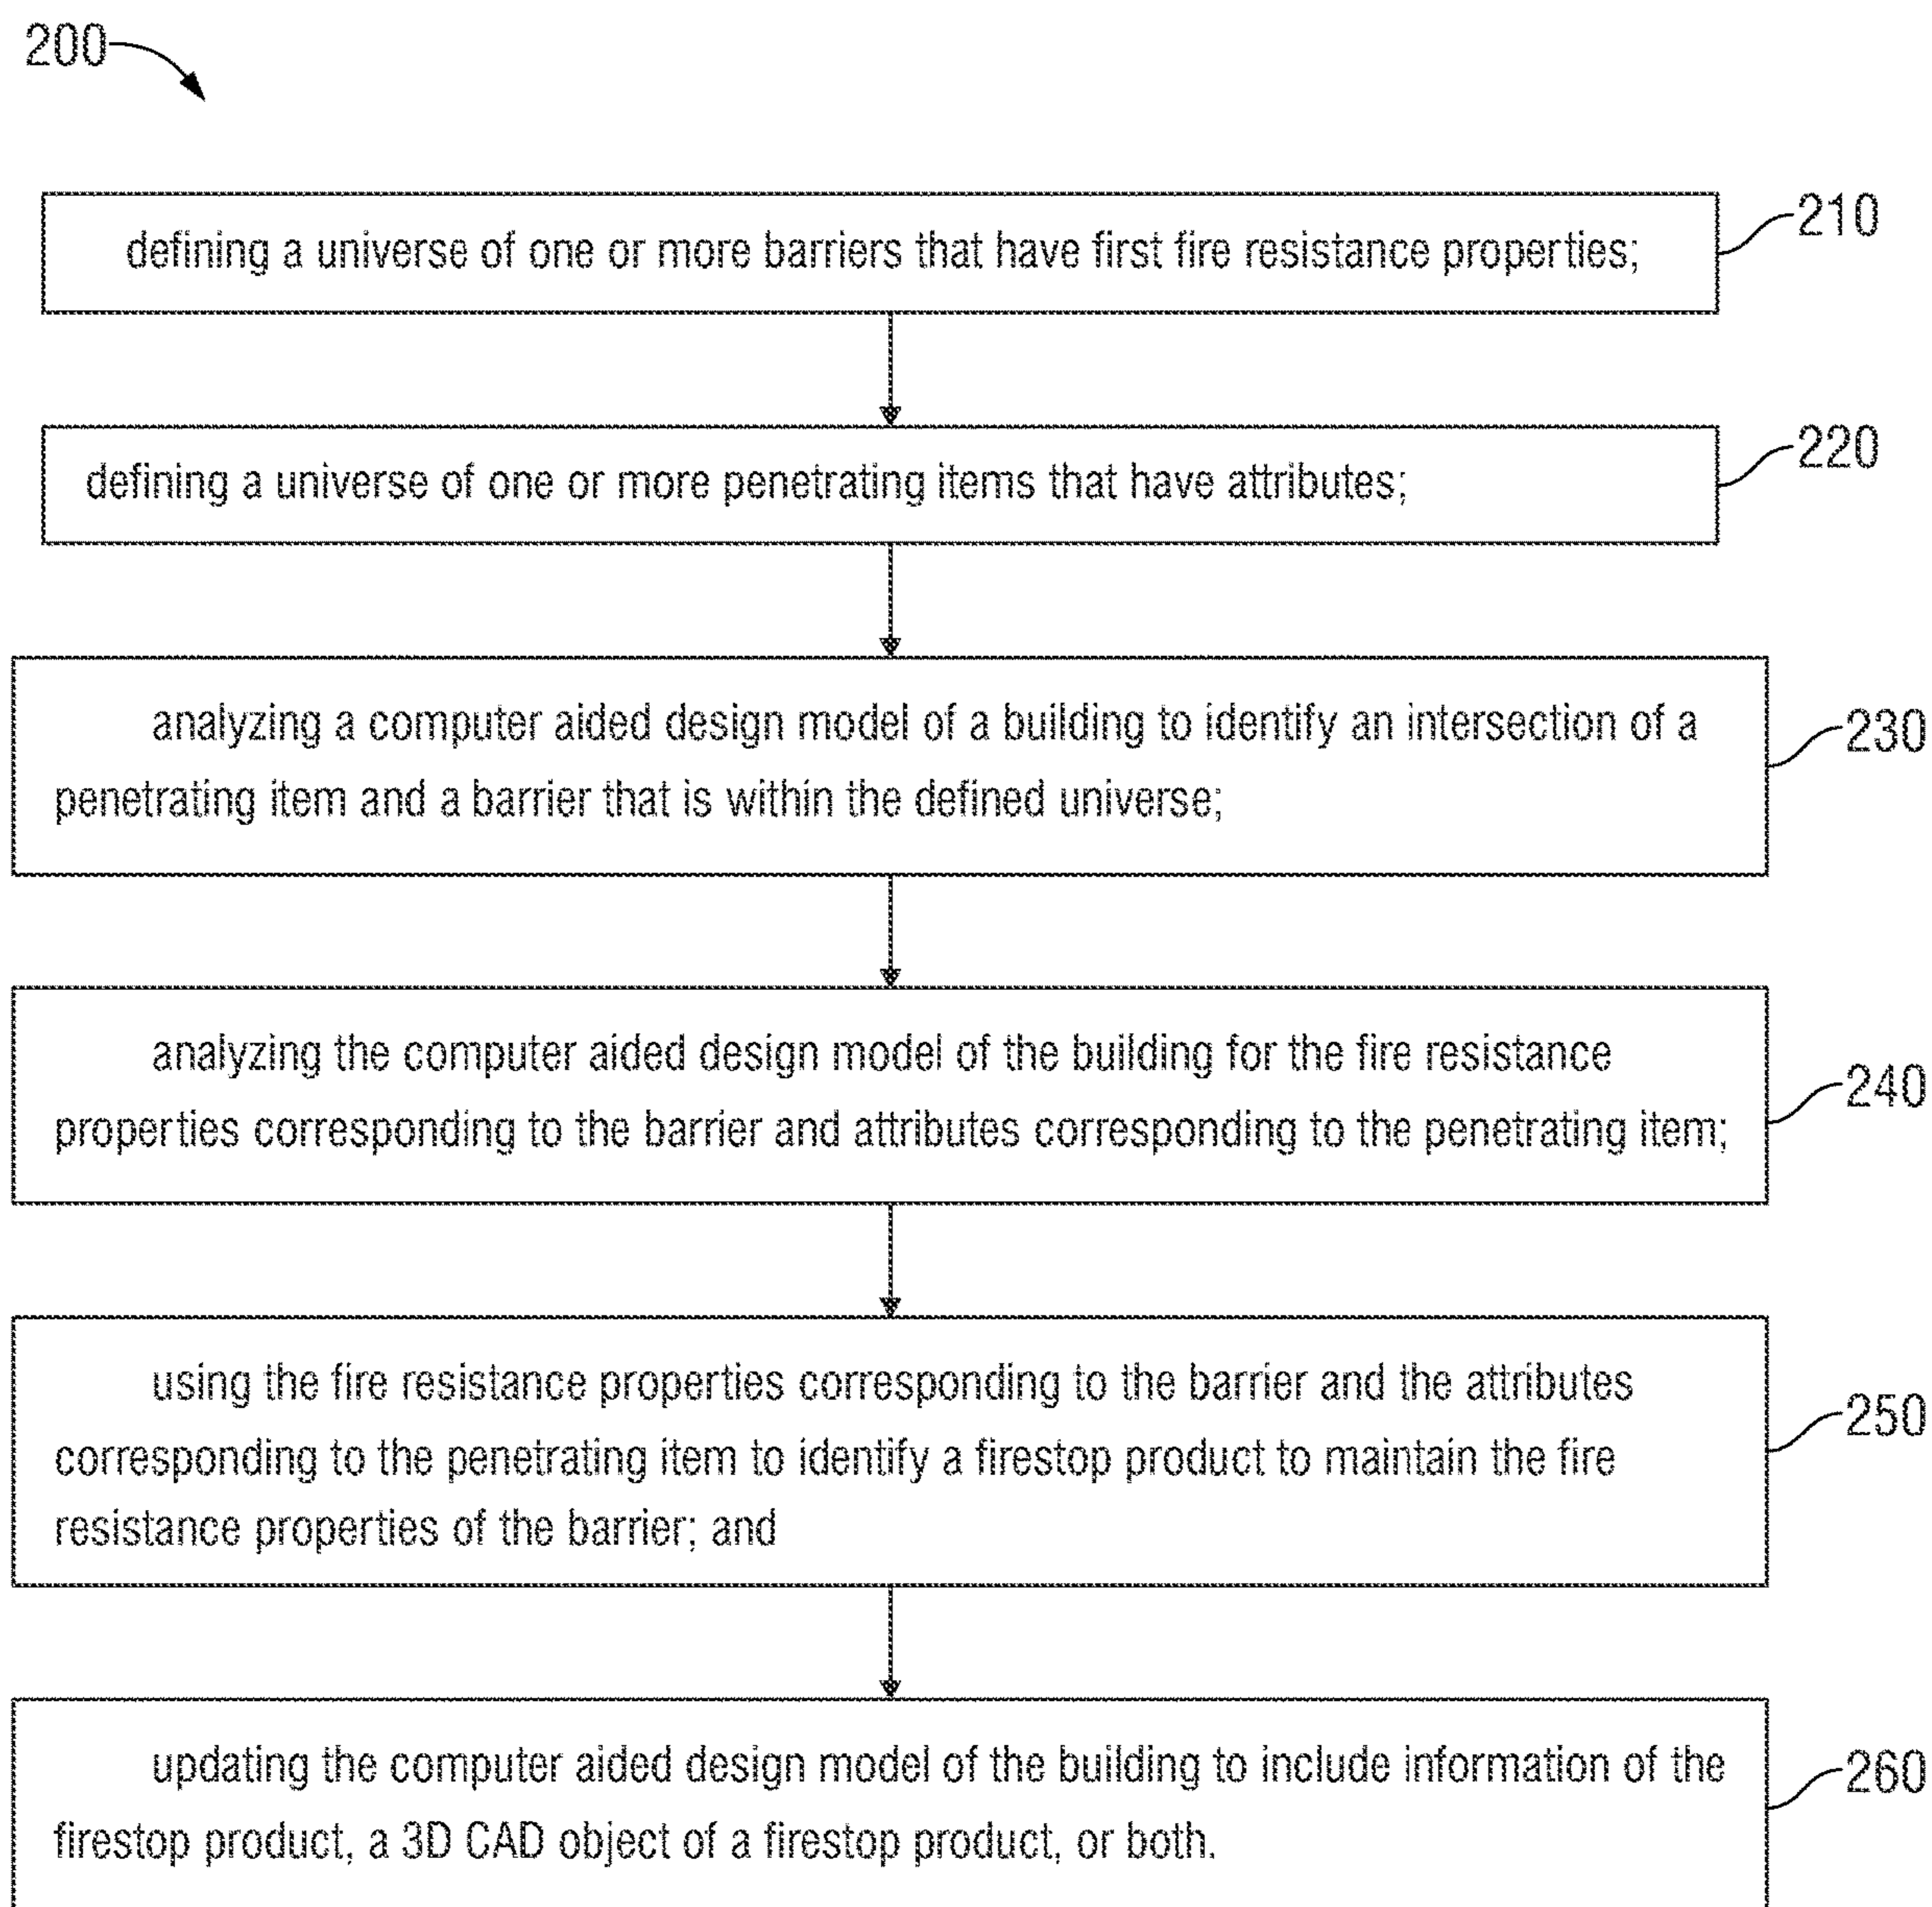 200
defining a universe of one or more barriers that have first fire resistance properties;
210
defining a universe of one or more penetrating items that have attributes;
220
analyzing a computer aided design model of a building to identify an intersection of a
penetrating item and a barrier that is within the defined universe;
230
analyzing the computer aided design model of the building for the fire resistance
properties corresponding to the barrier and attributes corresponding to the penetrating item;
240
using the fire resistance properties corresponding to the barrier and the attributes
corresponding to the penetrating item to identify a firestop product to maintain the fire
resistance properties of the barrier; and
250
updating the computer aided design model of the building to include information of the
firestop product, a 3D CAD object of a firestop product, or both.
260